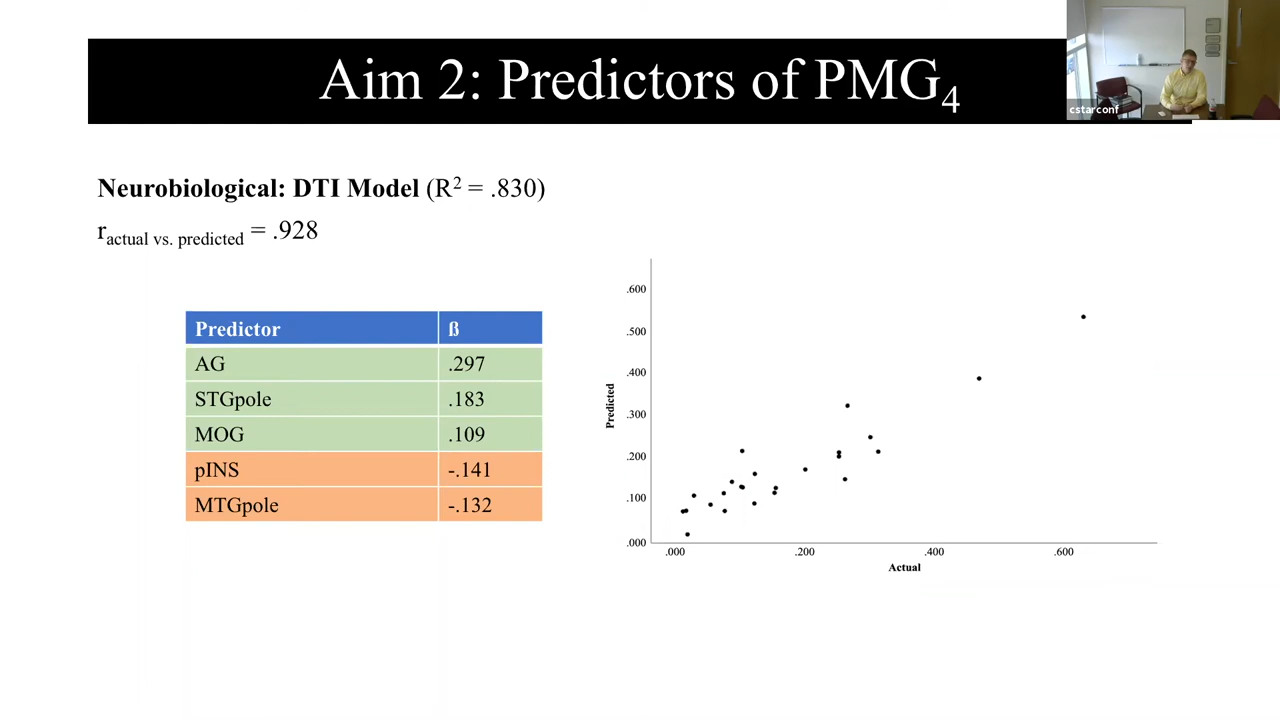 Aim 2: Predictors of PMG4
cstarconf
Neurobiological: DTI Model (R2 = .830)
ractual vs. predicted = .928
Predictor ß
AG .297
STGpole .183
MOG .109
pINS -.141
MTGpole -.132
.600
.500
.400
.300
.200
.100
.000
Predicted
.000 .200 .400 .600
Actual